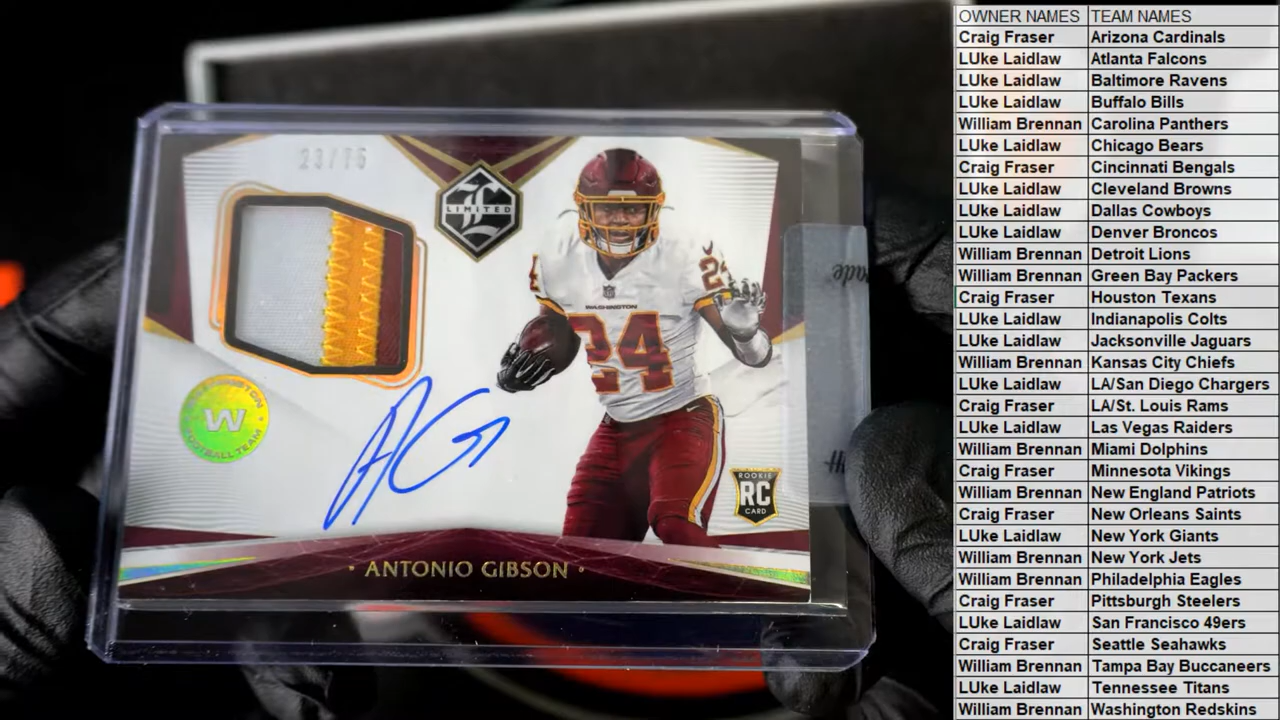 23/75
LIMITED
24
24
WASHINGTON
24
WASHINGTON
W
FOOTBALL TEAM
ROOKIE
RC
CARD
· ANTONIO GIBSON ·
OWNER NAMES TEAM NAMES
Craig Fraser Arizona Cardinals
LUke Laidlaw Atlanta Falcons
LUke Laidlaw Baltimore Ravens
LUke Laidlaw Buffalo Bills
William Brennan Carolina Panthers
LUke Laidlaw Chicago Bears
Craig Fraser Cincinnati Bengals
LUke Laidlaw Cleveland Browns
LUke Laidlaw Dallas Cowboys
LUke Laidlaw Denver Broncos
William Brennan Detroit Lions
William Brennan Green Bay Packers
Craig Fraser Houston Texans
LUke Laidlaw Indianapolis Colts
LUke Laidlaw Jacksonville Jaguars
William Brennan Kansas City Chiefs
LUke Laidlaw LA/San Diego Chargers
Craig Fraser LA/St. Louis Rams
LUke Laidlaw Las Vegas Raiders
William Brennan Miami Dolphins
Craig Fraser Minnesota Vikings
William Brennan New England Patriots
Craig Fraser New Orleans Saints
LUke Laidlaw New York Giants
William Brennan New York Jets
William Brennan Philadelphia Eagles
Craig Fraser Pittsburgh Steelers
LUke Laidlaw San Francisco 49ers
Craig Fraser Seattle Seahawks
William Brennan Tampa Bay Buccaneers
LUke Laidlaw Tennessee Titans
William Brennan Washington Redskins